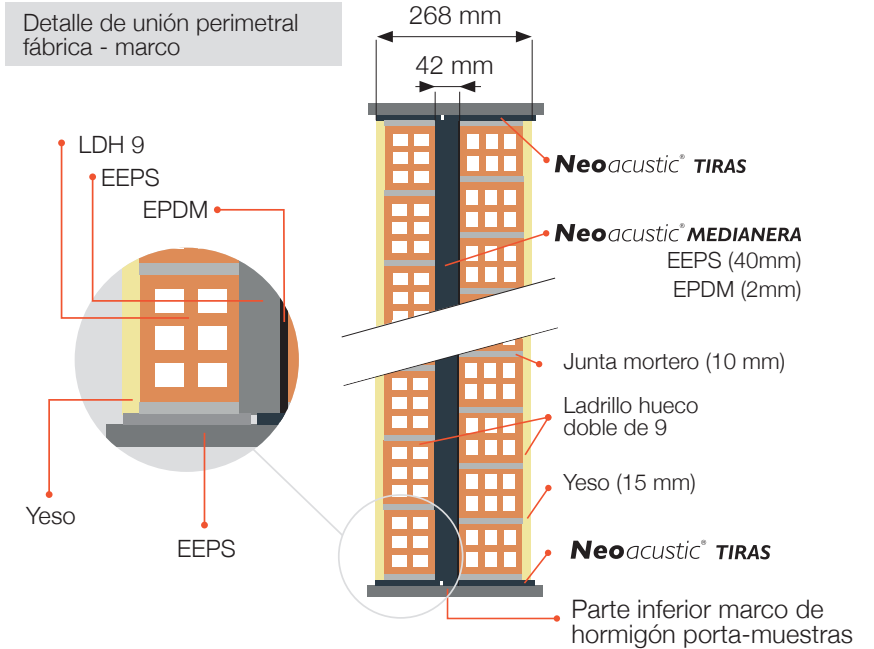 Detalle de unión perimetral
fábrica - marco
268 mm
42 mm
LDH 9
EEPS
EPDM
Neoacustic® TIRAS
Neoacustic® MEDIANERA
EEPS (40mm)
EPDM (2mm)
Junta mortero (10 mm)
Ladrillo hueco
doble de 9
Yeso (15 mm)
Yeso
EEPS
Neoacustic® TIRAS
Parte inferior marco de
hormigón porta-muestras